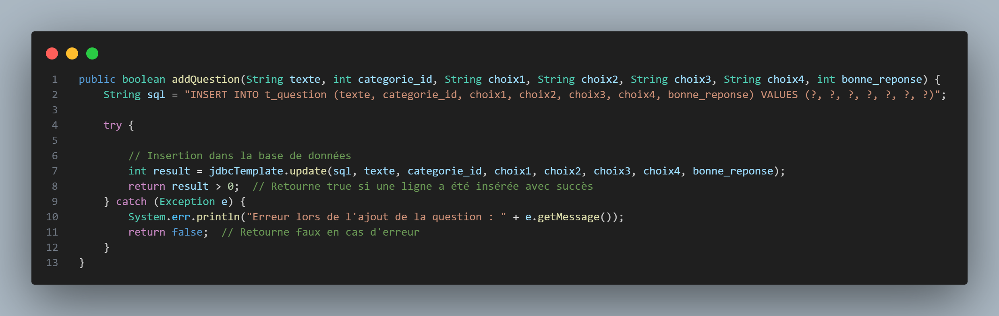 1 public boolean addQuestion(String texte, int categorie_id, String choix1, String choix2, String choix3, String choix4, int bonne_reponse) {
2     String sql = "INSERT INTO t_question (texte, categorie_id, choix1, choix2, choix3, choix4, bonne_reponse) VALUES (?, ?, ?, ?, ?, ?, ?)";
3
4     try {
5
6         // Insertion dans la base de données
7         int result = jdbcTemplate.update(sql, texte, categorie_id, choix1, choix2, choix3, choix4, bonne_reponse);
8         return result > 0;  // Retourne true si une ligne a été insérée avec succès
9     } catch (Exception e) {
10         System.err.println("Erreur lors de l'ajout de la question : " + e.getMessage());
11         return false;  // Retourne faux en cas d'erreur
12     }
13 }